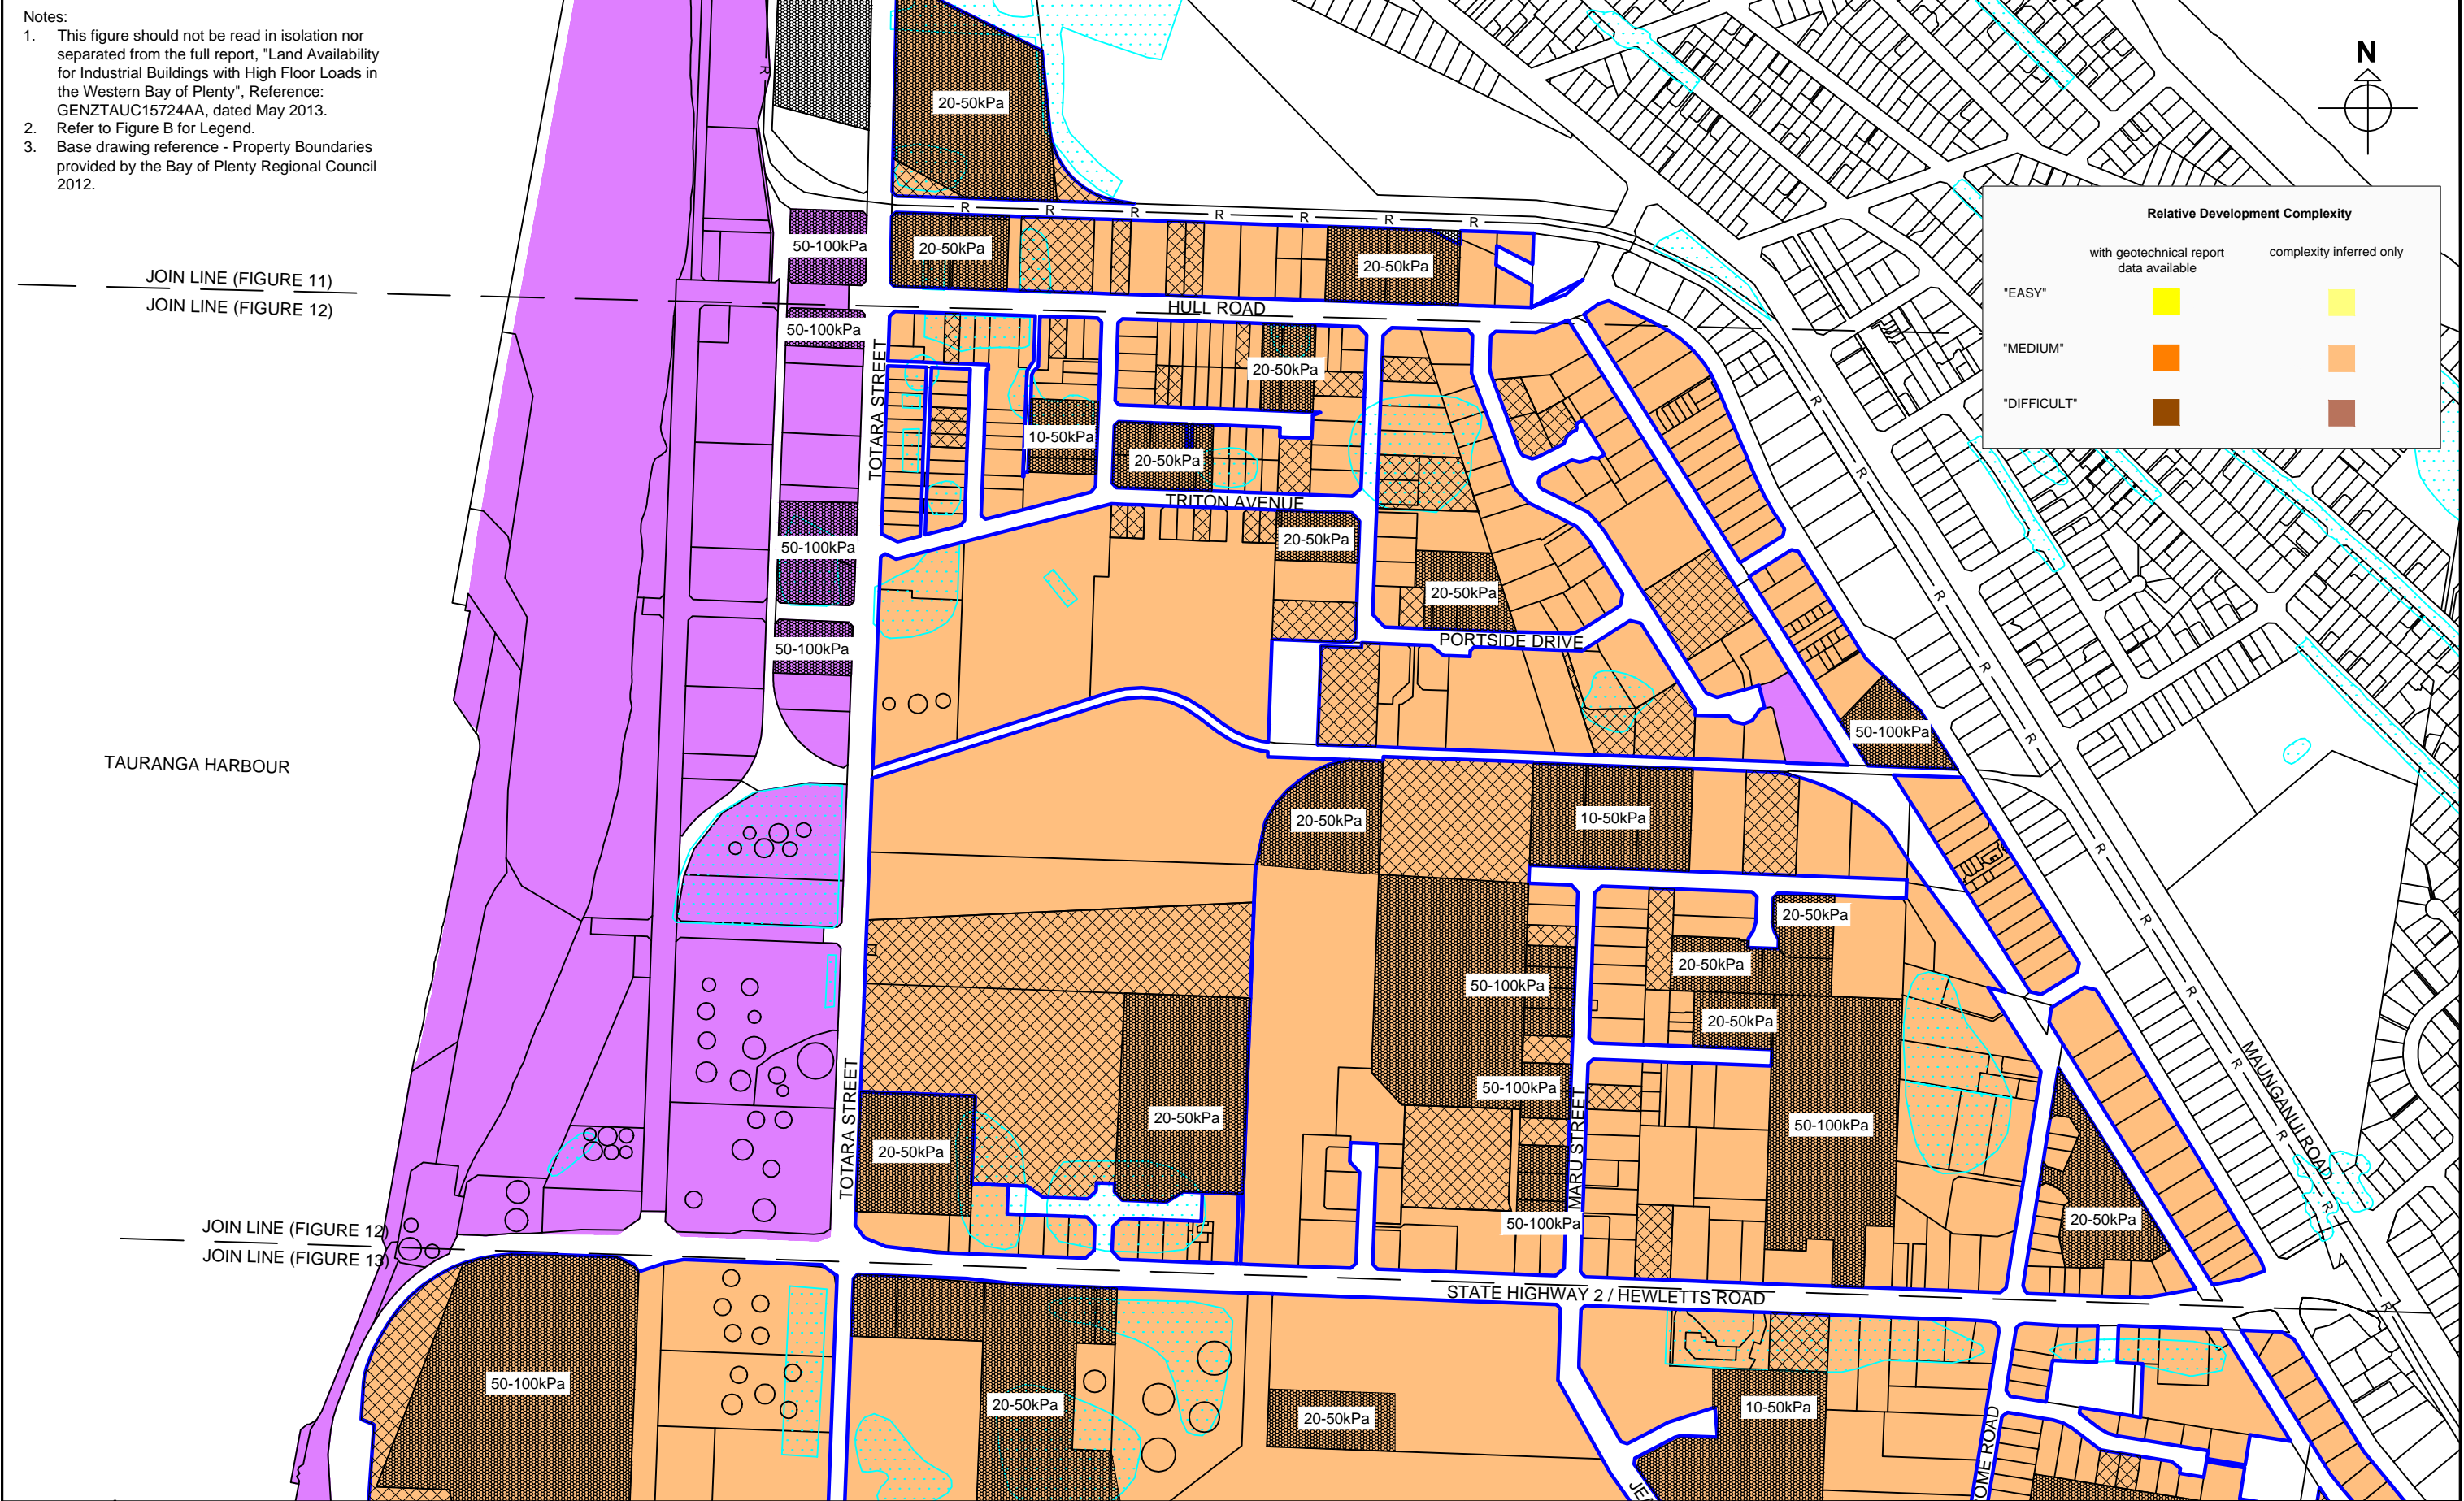 Notes:
1. This figure should not be read in isolation nor
separated from the full report, "Land Availability
for Industrial Buildings with High Floor Loads in
the Western Bay of Plenty", Reference:
GENZTAUC15724AA, dated May 2013.
2. Refer to Figure B for Legend.
3. Base drawing reference - Property Boundaries
provided by the Bay of Plenty Regional Council
2012.
N
Relative Development Complexity
with geotechnical report
data available
complexity inferred only
"EASY"
"MEDIUM"
"DIFFICULT"
R
20-50kPa
R R R R R R R
50-100kPa
20-50kPa
20-50kPa
JOIN LINE (FIGURE 11)
JOIN LINE (FIGURE 12)
HULL ROAD
50-100kPa
TOTARA STREET
20-50kPa
10-50kPa
20-50kPa
TRITON AVENUE
50-100kPa
20-50kPa
20-50kPa
PORTSIDE DRIVE
50-100kPa
50-100kPa
TAURANGA HARBOUR
20-50kPa
10-50kPa
20-50kPa
20-50kPa
50-100kPa
20-50kPa
50-100kPa
20-50kPa
50-100kPa
20-50kPa
TOTARA STREET
MARU STREET
MAUNGANUI ROAD
R R R R R R R R R R R R R
50-100kPa
20-50kPa
JOIN LINE (FIGURE 12)
JOIN LINE (FIGURE 13)
STATE HIGHWAY 2 / HEWLETTS ROAD
50-100kPa
20-50kPa
20-50kPa
10-50kPa